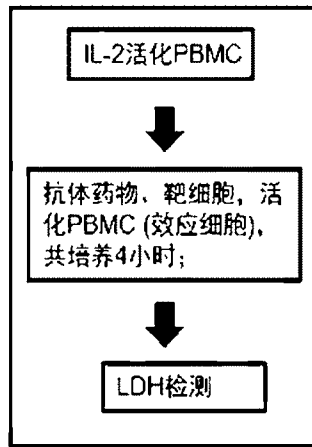 IL-2活化PBMC
抗体药物、靶细胞，活
化PBMC (效应细胞),
共培养4小时;
LDH检测